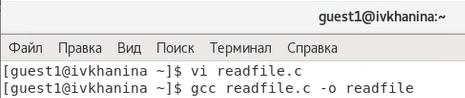 guest1@ivkhanina:~
Файл Правка Вид Поиск Терминал Справка
[guest1@ivkhanina ~]$ vi readfile.c
[guest1@ivkhanina ~]$ gcc readfile.c -o readfile